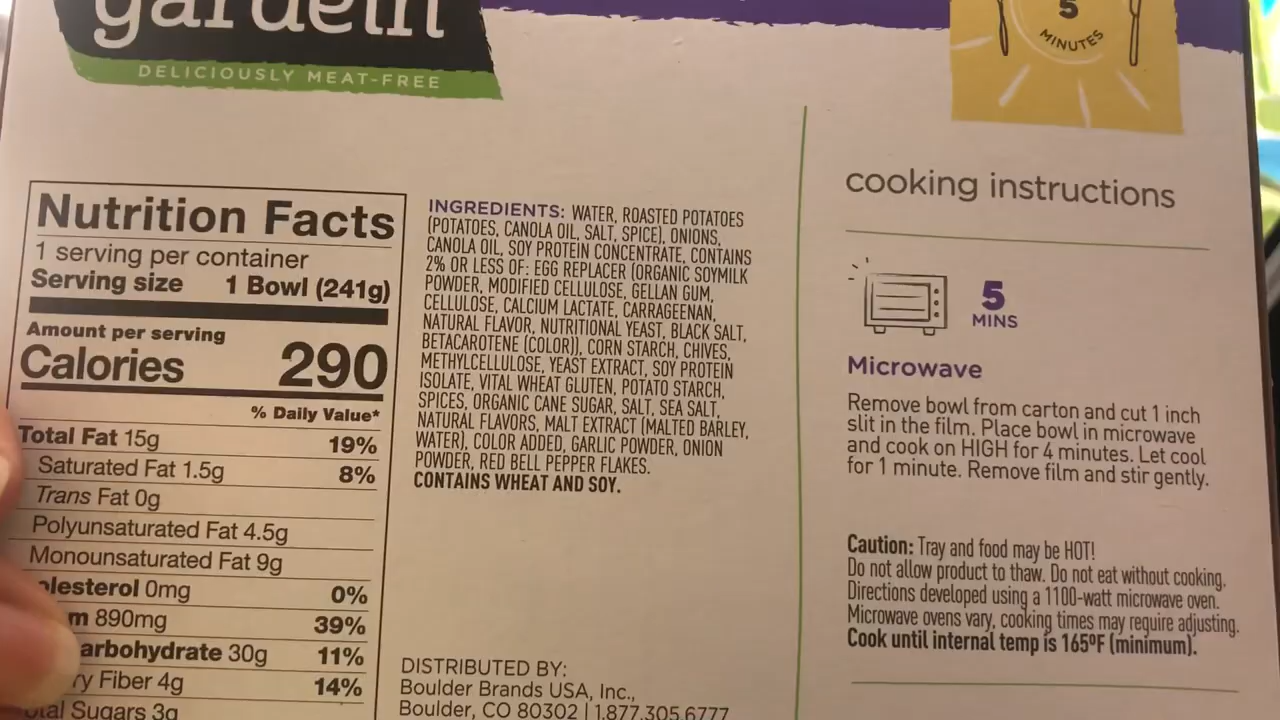 gardein
DELICIOUSLY MEAT-FREE
5
MINUTES
Nutrition Facts
1 serving per container
Serving size 1 Bowl (241g)
Amount per serving
Calories 290
% Daily Value*
Total Fat 15g 19%
Saturated Fat 1.5g 8%
Trans Fat 0g
Polyunsaturated Fat 4.5g
Monounsaturated Fat 9g
olesterol 0mg 0%
m 890mg 39%
arbohydrate 30g 11%
ry Fiber 4g 14%
otal Sugars 3g
INGREDIENTS: WATER, ROASTED POTATOES
(POTATOES, CANOLA OIL, SALT, SPICE), ONIONS,
CANOLA OIL, SOY PROTEIN CONCENTRATE, CONTAINS
2% OR LESS OF: EGG REPLACER (ORGANIC SOYMILK
POWDER, MODIFIED CELLULOSE, GELLAN GUM,
CELLULOSE, CALCIUM LACTATE, CARRAGEENAN,
NATURAL FLAVOR, NUTRITIONAL YEAST, BLACK SALT,
BETACAROTENE (COLOR)), CORN STARCH, CHIVES,
METHYLCELLULOSE, YEAST EXTRACT, SOY PROTEIN
ISOLATE, VITAL WHEAT GLUTEN, POTATO STARCH,
SPICES, ORGANIC CANE SUGAR, SALT, SEA SALT,
NATURAL FLAVORS, MALT EXTRACT (MALTED BARLEY,
WATER), COLOR ADDED, GARLIC POWDER, ONION
POWDER, RED BELL PEPPER FLAKES.
CONTAINS WHEAT AND SOY.
DISTRIBUTED BY:
Boulder Brands USA, Inc.,
Boulder, CO 80302 | 1.877.305.6777
cooking instructions
5
MINS
Microwave
Remove bowl from carton and cut 1 inch
slit in the film. Place bowl in microwave
and cook on HIGH for 4 minutes. Let cool
for 1 minute. Remove film and stir gently.
Caution: Tray and food may be HOT!
Do not allow product to thaw. Do not eat without cooking.
Directions developed using a 1100-watt microwave oven.
Microwave ovens vary, cooking times may require adjusting.
Cook until internal temp is 165ºF (minimum).